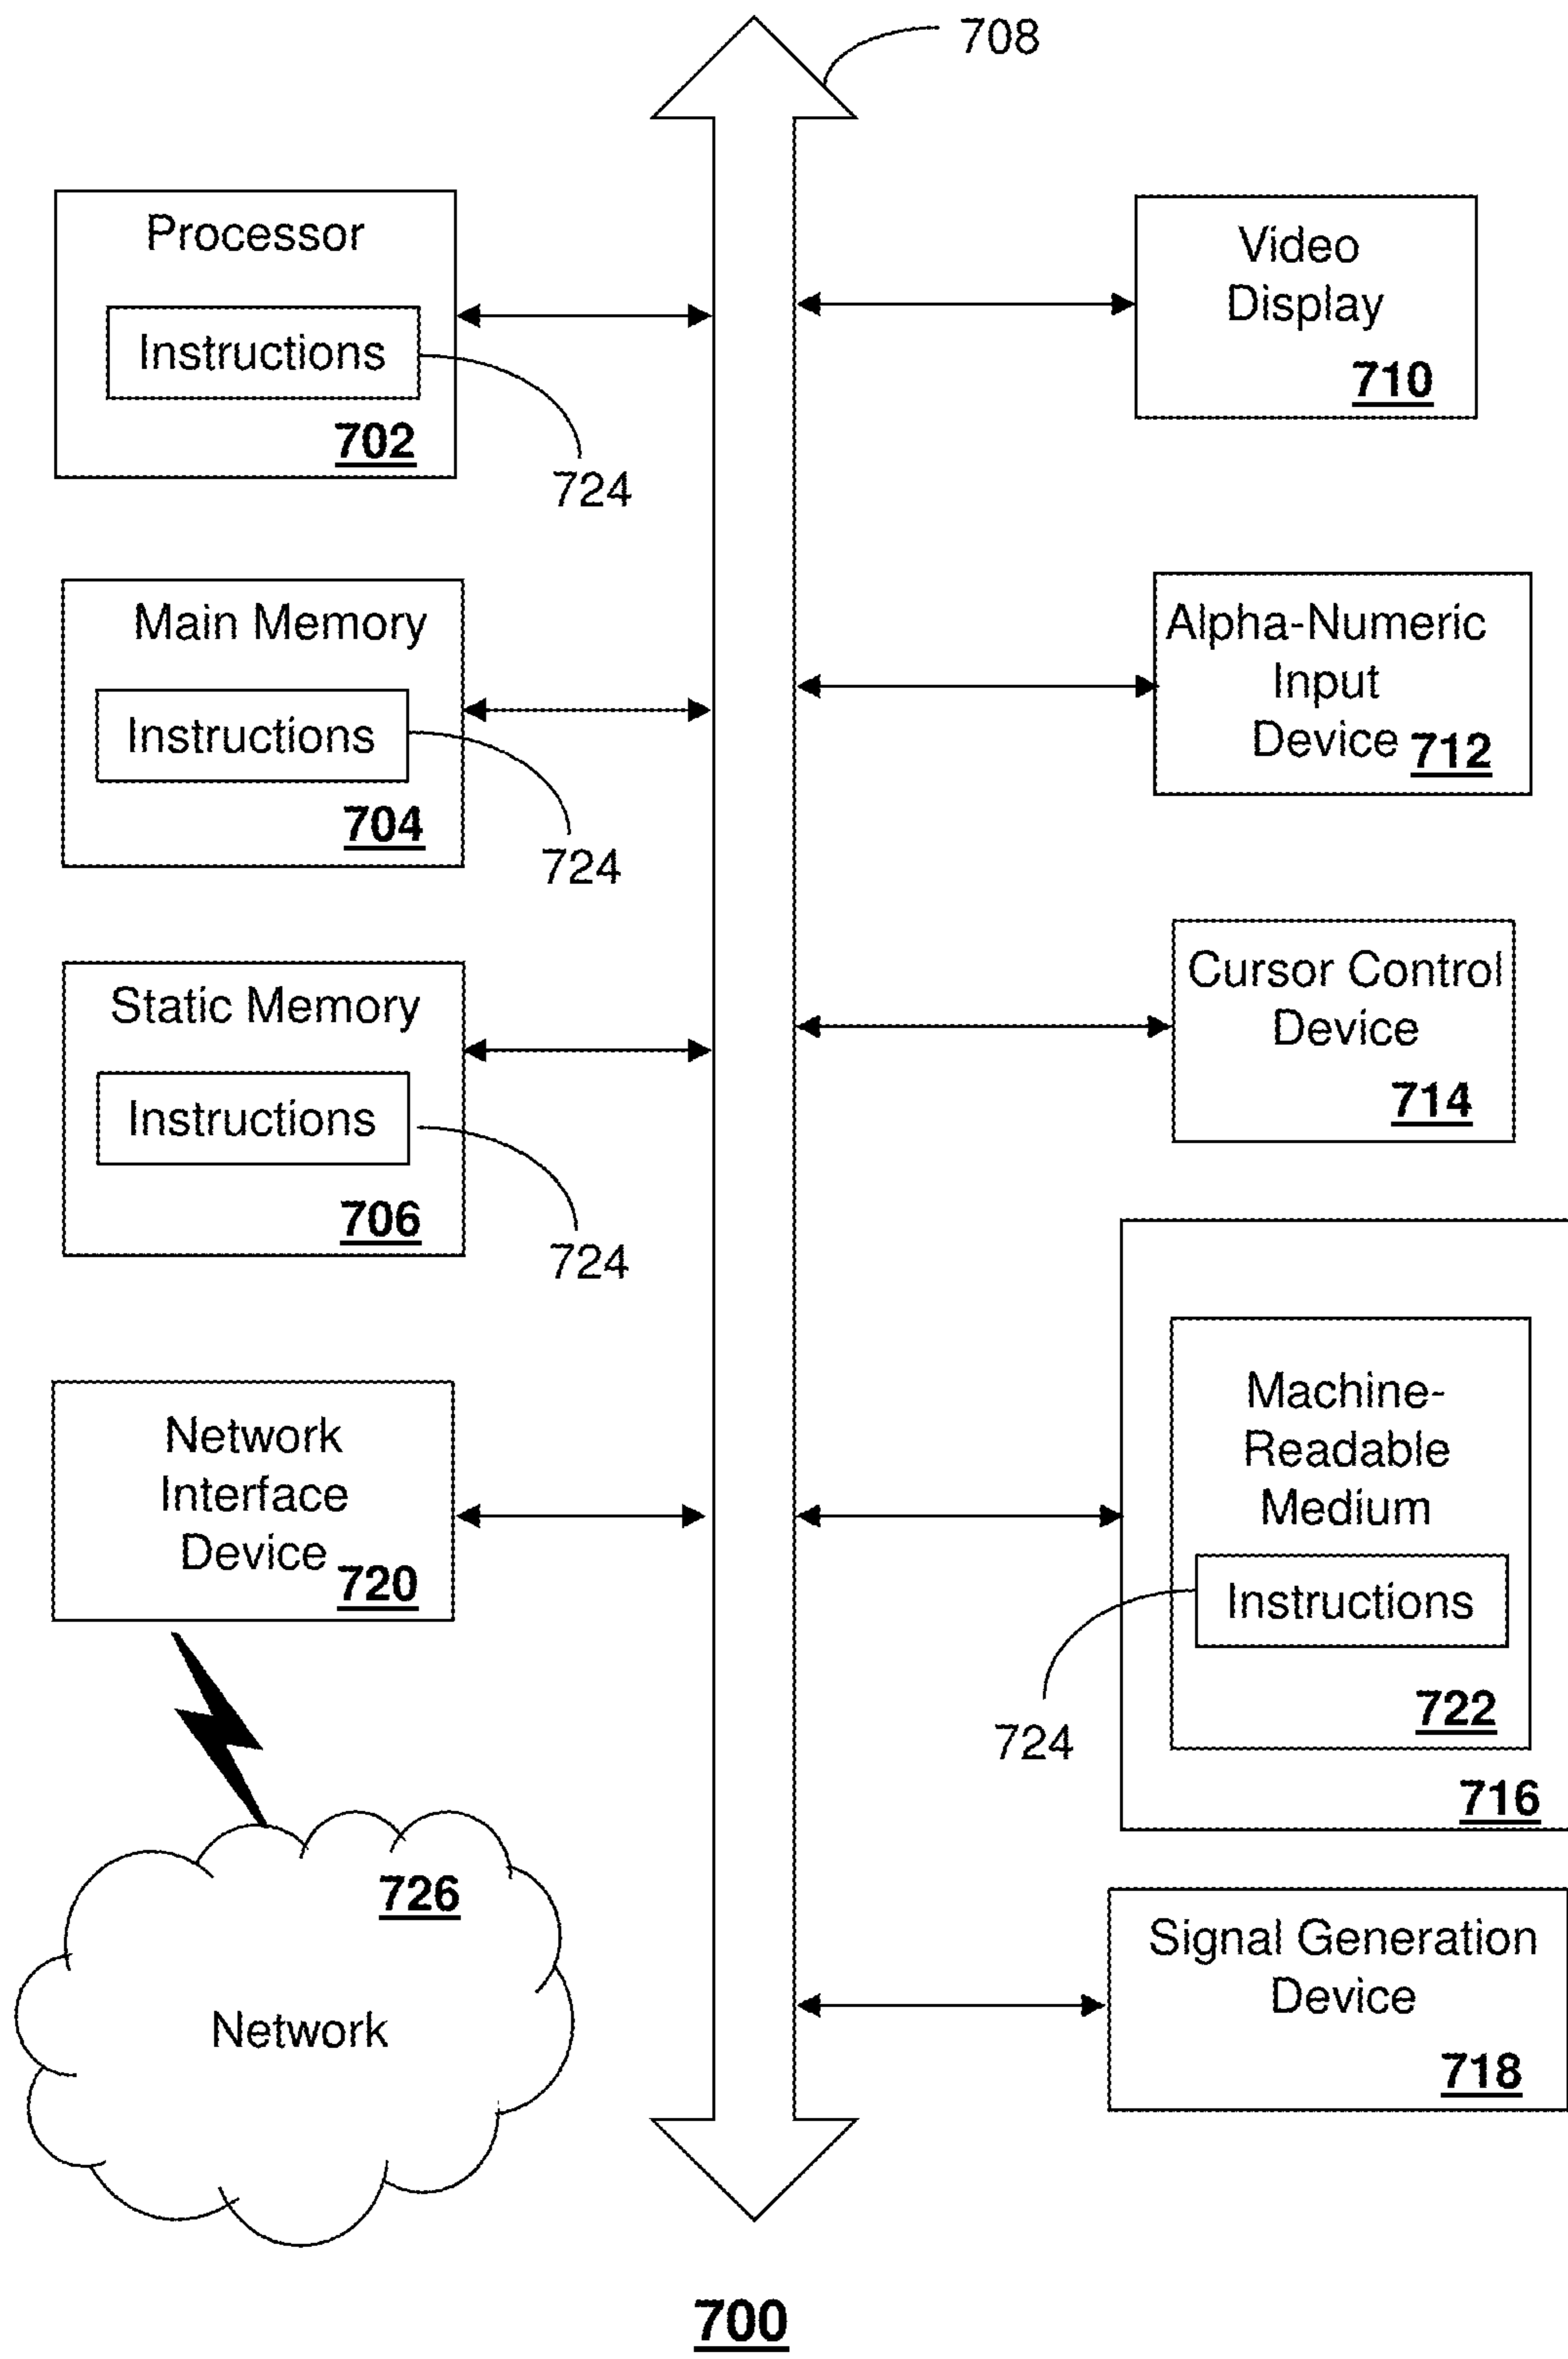 708
Processor
Instructions
702
724
Main Memory
Instructions
704
724
Static Memory
Instructions
706
724
Network
Interface
Device
720
726
Network
Video
Display
710
Alpha-Numeric
Input
Device 712
Cursor Control
Device
714
Machine-
Readable
Medium
Instructions
724
722
716
Signal Generation
Device
718
700